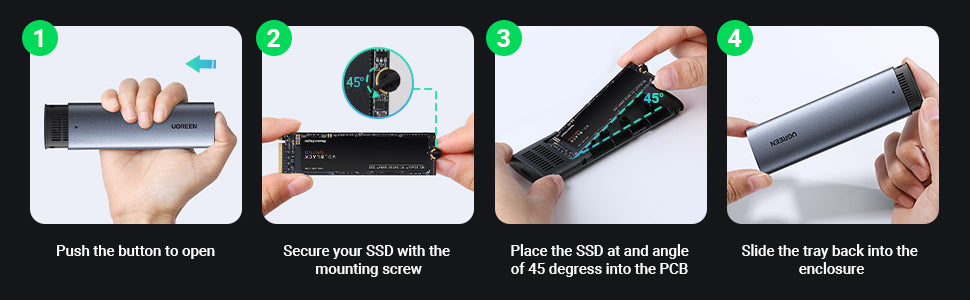 1
UGREEN
Push the button to open
2
45°
WD_BLACK
Secure your SSD with the
mounting screw
3
45°
Place the SSD at and angle
of 45 degress into the PCB
4
UGREEN
Slide the tray back into the
enclosure